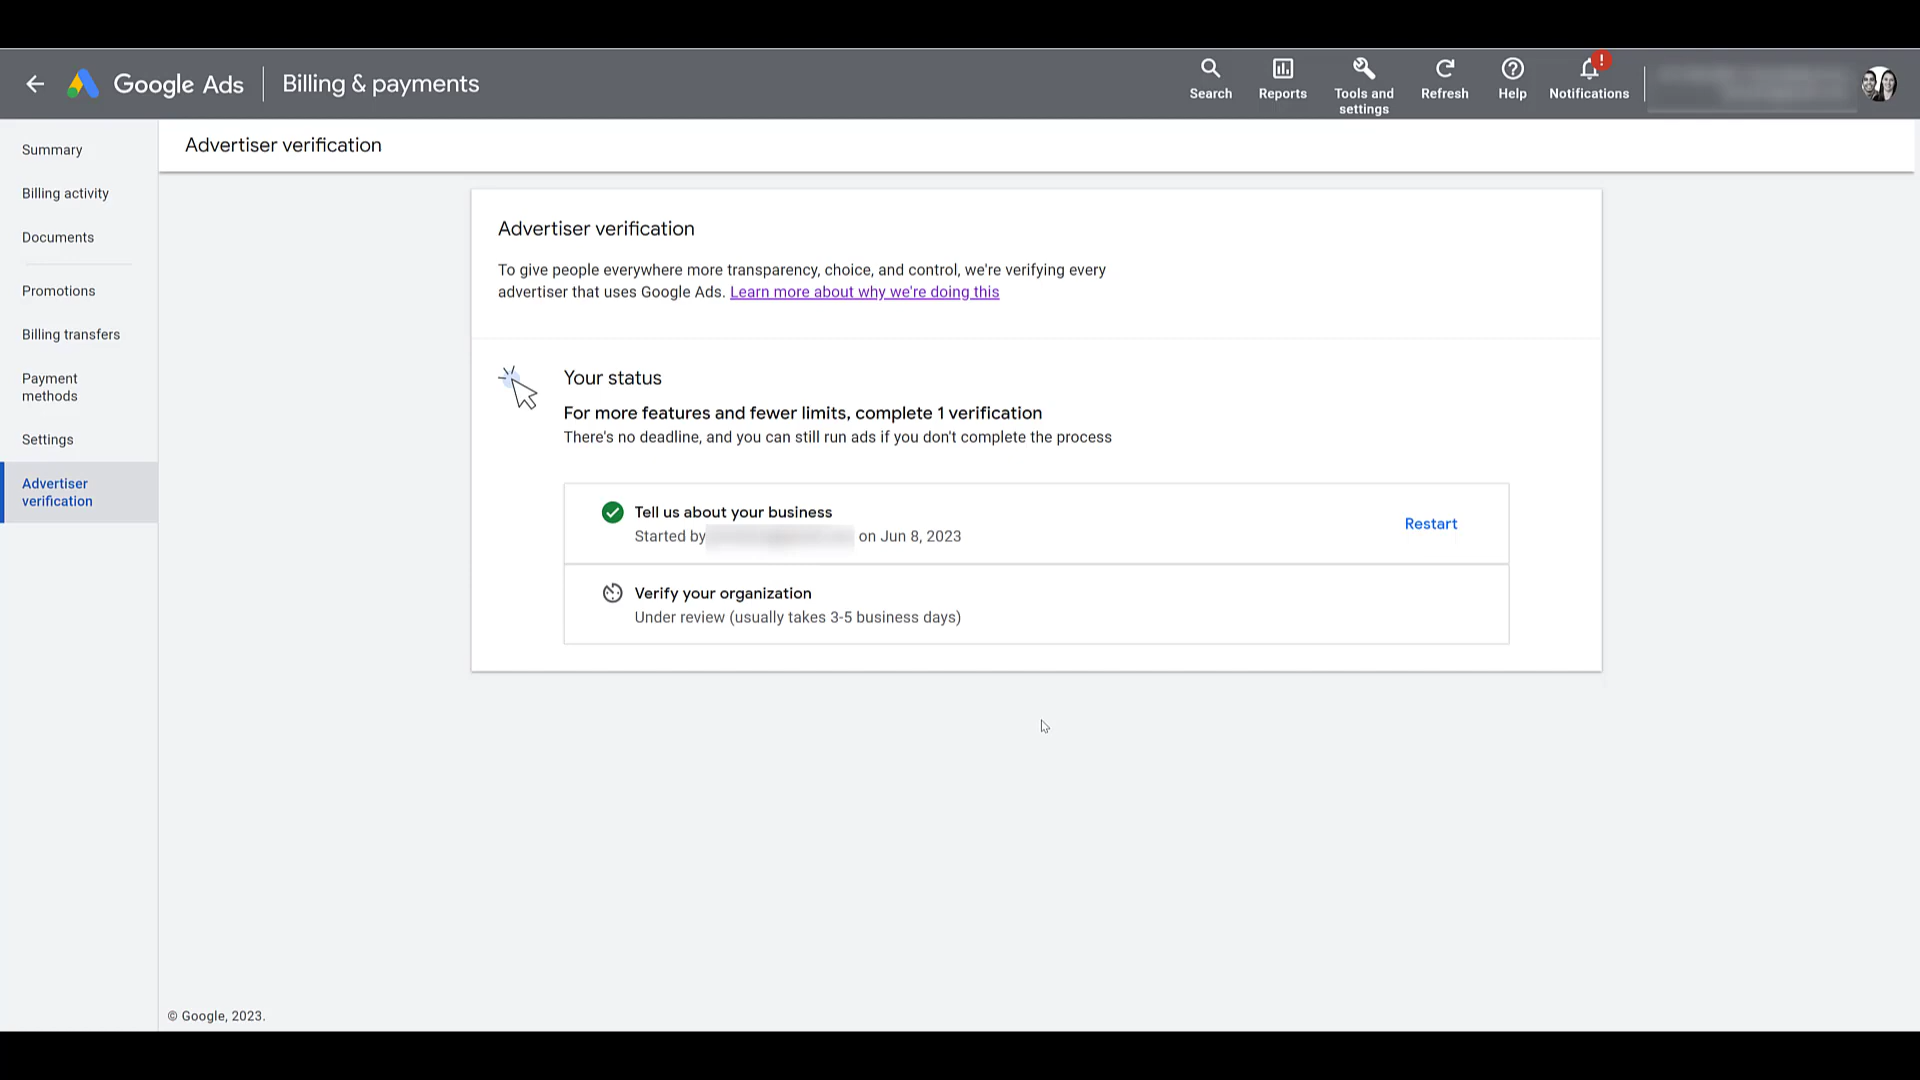 Google Ads
Billing & payments
Search
Reports
Tools and
settings
Refresh
Help
Notifications
!
Summary
Billing activity
Documents
Promotions
Billing transfers
Payment
methods
Settings
Advertiser
verification
Advertiser verification
Advertiser verification
To give people everywhere more transparency, choice, and control, we're verifying every
advertiser that uses Google Ads. Learn more about why we're doing this
Your status
For more features and fewer limits, complete 1 verification
There's no deadline, and you can still run ads if you don't complete the process
Tell us about your business
Started by on Jun 8, 2023
Restart
Verify your organization
Under review (usually takes 3-5 business days)
© Google, 2023.